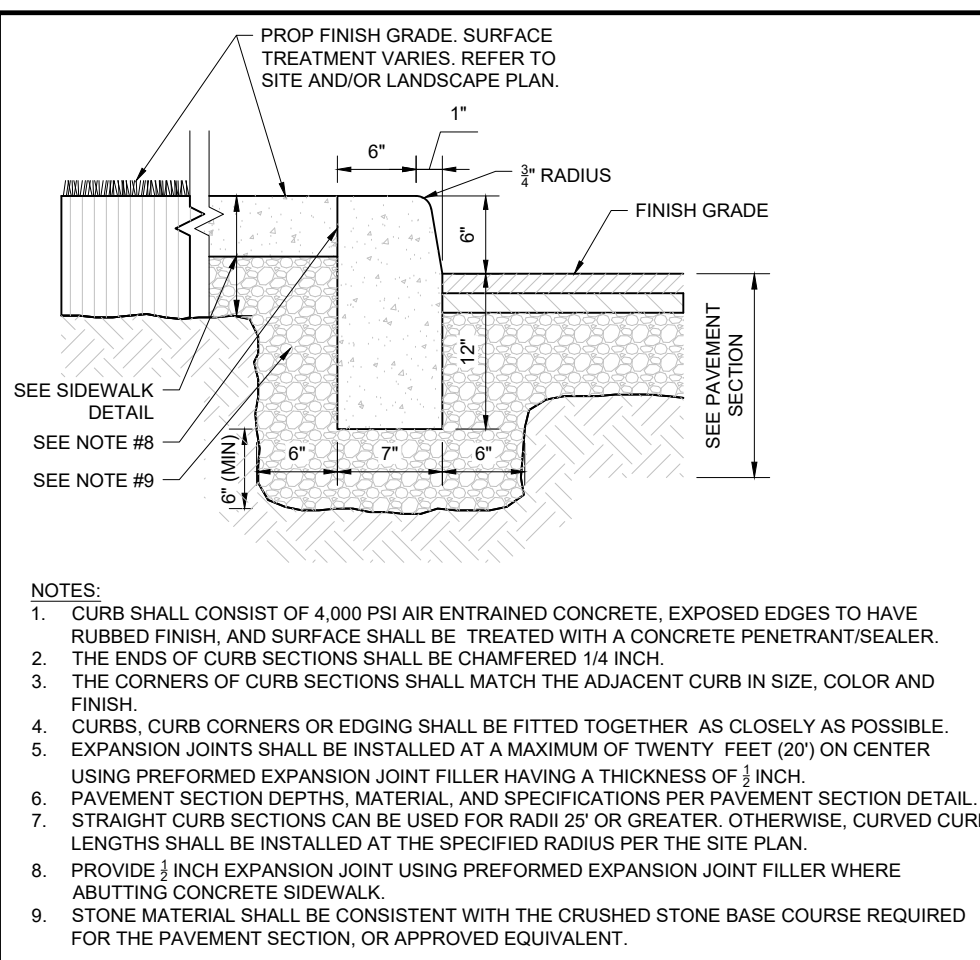 PROP FINISH GRADE. SURFACE
TREATMENT VARIES. REFER TO
SITE AND/OR LANDSCAPE PLAN.
1"
6"
3/4" RADIUS
FINISH GRADE
6"
12"
SEE PAVEMENT
SECTION
SEE SIDEWALK
DETAIL
SEE NOTE #8
SEE NOTE #9
6" (MIN)
6"
7"
6"
NOTES:
1. CURB SHALL CONSIST OF 4,000 PSI AIR ENTRAINED CONCRETE, EXPOSED EDGES TO HAVE
RUBBED FINISH, AND SURFACE SHALL BE TREATED WITH A CONCRETE PENETRANT/SEALER.
2. THE ENDS OF CURB SECTIONS SHALL BE CHAMFERED 1/4 INCH.
3. THE CORNERS OF CURB SECTIONS SHALL MATCH THE ADJACENT CURB IN SIZE, COLOR AND
FINISH.
4. CURBS, CURB CORNERS OR EDGING SHALL BE FITTED TOGETHER AS CLOSELY AS POSSIBLE.
5. EXPANSION JOINTS SHALL BE INSTALLED AT A MAXIMUM OF TWENTY FEET (20') ON CENTER
USING PREFORMED EXPANSION JOINT FILLER HAVING A THICKNESS OF 1/2 INCH.
6. PAVEMENT SECTION DEPTHS, MATERIAL, AND SPECIFICATIONS PER PAVEMENT SECTION DETAIL.
7. STRAIGHT CURB SECTIONS CAN BE USED FOR RADII 25' OR GREATER. OTHERWISE, CURVED CURB
LENGTHS SHALL BE INSTALLED AT THE SPECIFIED RADIUS PER THE SITE PLAN.
8. PROVIDE 1/2 INCH EXPANSION JOINT USING PREFORMED EXPANSION JOINT FILLER WHERE
ABUTTING CONCRETE SIDEWALK.
9. STONE MATERIAL SHALL BE CONSISTENT WITH THE CRUSHED STONE BASE COURSE REQUIRED
FOR THE PAVEMENT SECTION, OR APPROVED EQUIVALENT.